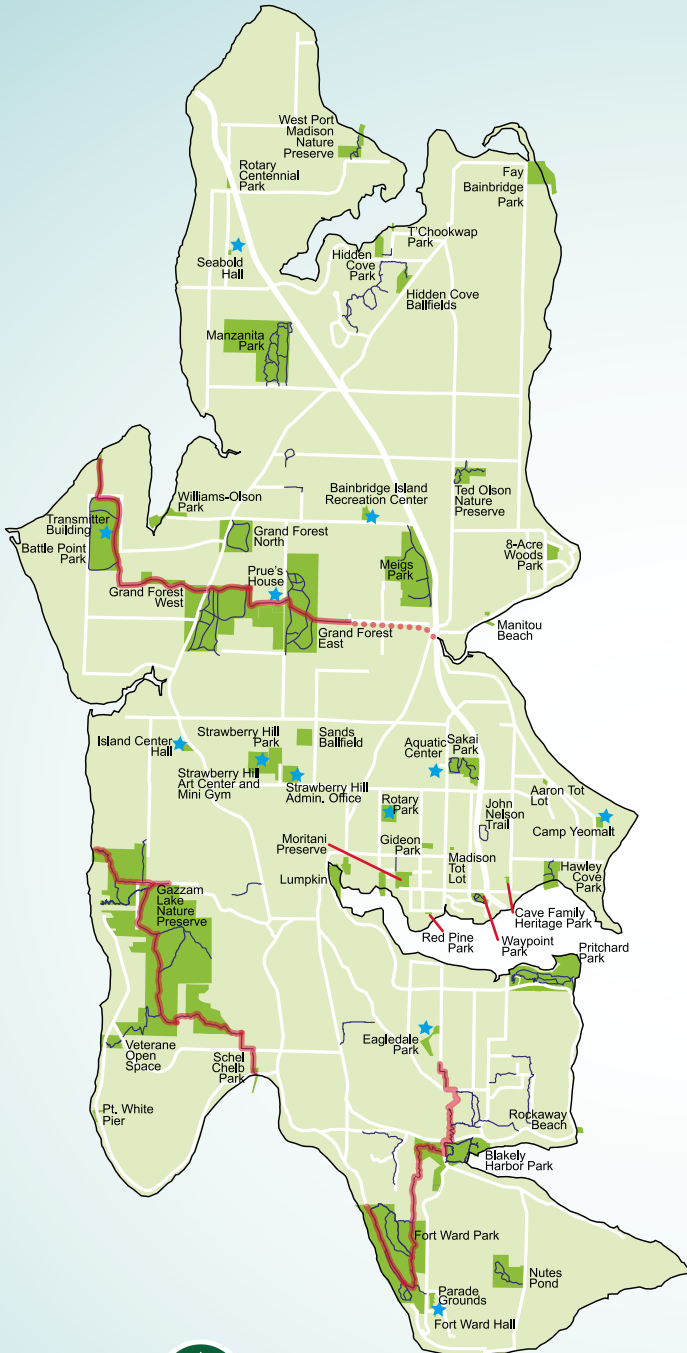 West Port
Madison
Nature
Preserve
Rotary
Centennial
Park
Fay
Bainbridge
Park
T'Chookwap
Park
Seabold
Hall
Hidden
Cove
Park
Hidden Cove
Ballfields
Manzanita
Park
Williams-Olson
Park
Bainbridge Island
Recreation Center
Ted Olson
Nature
Preserve
Transmitter
Building
Battle Point
Park
Grand Forest
North
8-Acre
Woods
Park
Prue's
House
Meigs
Park
Grand Forest
West
Grand Forest
East
Manitou
Beach
Island Center
Hall
Strawberry Hill
Park
Sands
Ballfield
Aquatic
Center
Sakai
Park
Strawberry Hill
Art Center and
Mini Gym
Strawberry Hill
Admin. Office
Aaron Tot
Lot
Rotary
Park
John
Nelson
Trail
Camp Yeomalt
Moritani
Preserve
Gideon
Park
Madison
Tot
Lot
Hawley
Cove
Park
Lumpkin
Gazzam
Lake
Nature
Preserve
Cave Family
Heritage Park
Red Pine
Park
Waypoint
Park
Pritchard
Park
Eagledale
Park
Veterane
Open
Space
Schel
Chelb
Park
Pt. White
Pier
Rockaway
Beach
Blakely
Harbor Park
Fort Ward Park
Nutes
Pond
Parade
Grounds
Fort Ward Hall